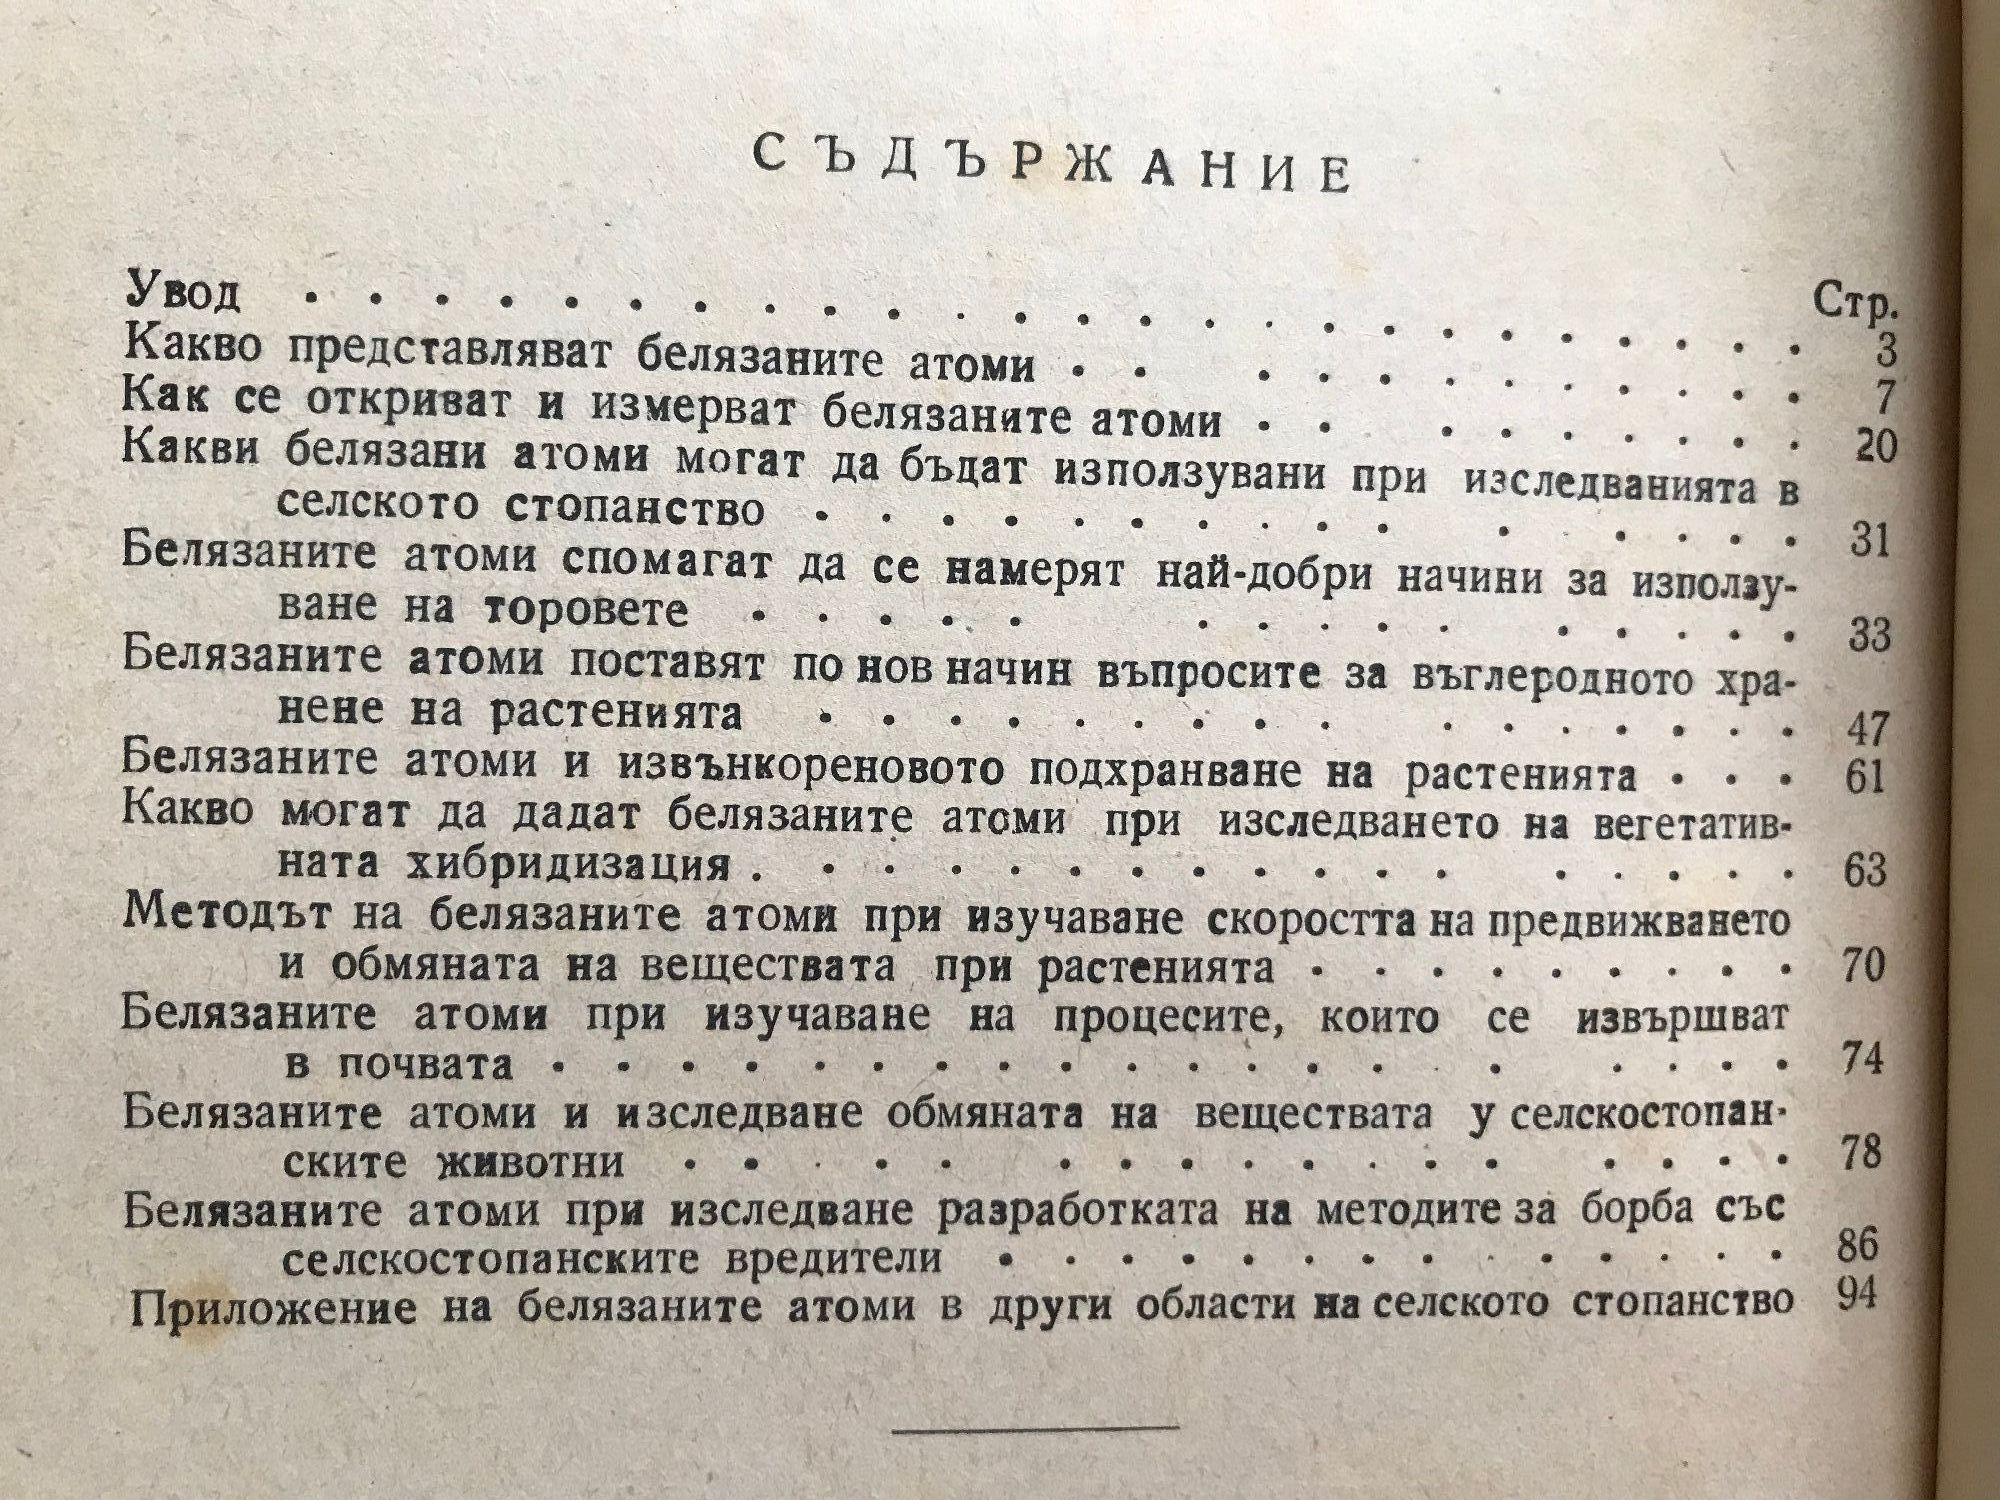 СЪДЪРЖАНИЕ
Стр.
Увод . . . . . . . . . . . . . . . . . . . . . . . . 3
Какво представляват белязаните атоми . . . . . . . . . . . . 7
Как се откриват и измерват белязаните атоми . . . . . . . . . 20
Какви белязани атоми могат да бъдат използувани при изследванията в
селското стопанство . . . . . . . . . . . . . . . 31
Белязаните атоми спомагат да се намерят най-добри начини за използу-
ване на торовете . . . . . . . . . . . . . . . 33
Белязаните атоми поставят по нов начин въпросите за въглеродното хра-
нене на растенията . . . . . . . . . . . . . . . 47
Белязаните атоми и извънкореновото подхранване на растенията . . . 61
Какво могат да дадат белязаните атоми при изследването на вегетатив-
ната хибридизация . . . . . . . . . . . . . . . . 63
Методът на белязаните атоми при изучаване скоростта на предвижването
и обмяната на веществата при растенията . . . . . . . . . 70
Белязаните атоми при изучаване на процесите, които се извършват
в почвата . . . . . . . . . . . . . . . . . . . 74
Белязаните атоми и изследване обмяната на веществата у селскостопан-
ските животни . . . . . . . . . . . . . . . . . 78
Белязаните атоми при изследване разработката на методите за борба със
селскостопанските вредители . . . . . . . . . . . . . 86
Приложение на белязаните атоми в други области на селското стопанство 94